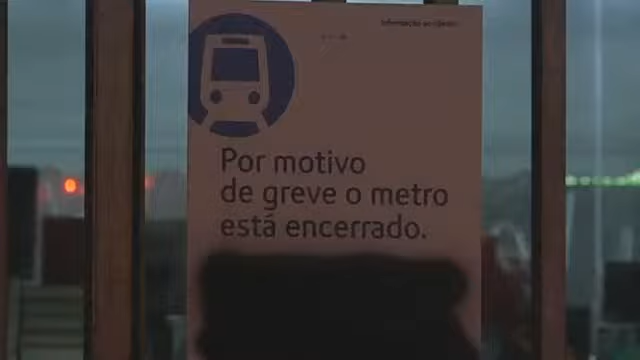 Por motivo
de greve o metro
está encerrado.